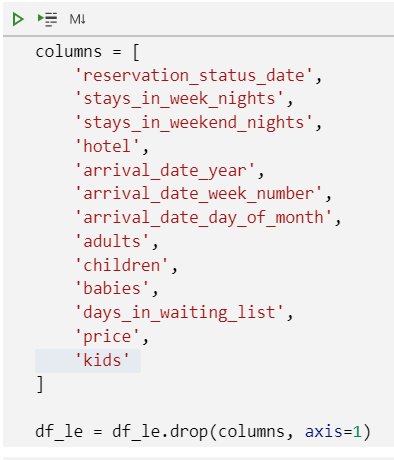 M↓
columns = [
    'reservation_status_date',
    'stays_in_week_nights',
    'stays_in_weekend_nights',
    'hotel',
    'arrival_date_year',
    'arrival_date_week_number',
    'arrival_date_day_of_month',
    'adults',
    'children',
    'babies',
    'days_in_waiting_list',
    'price',
    'kids'
]
df_le = df_le.drop(columns, axis=1)